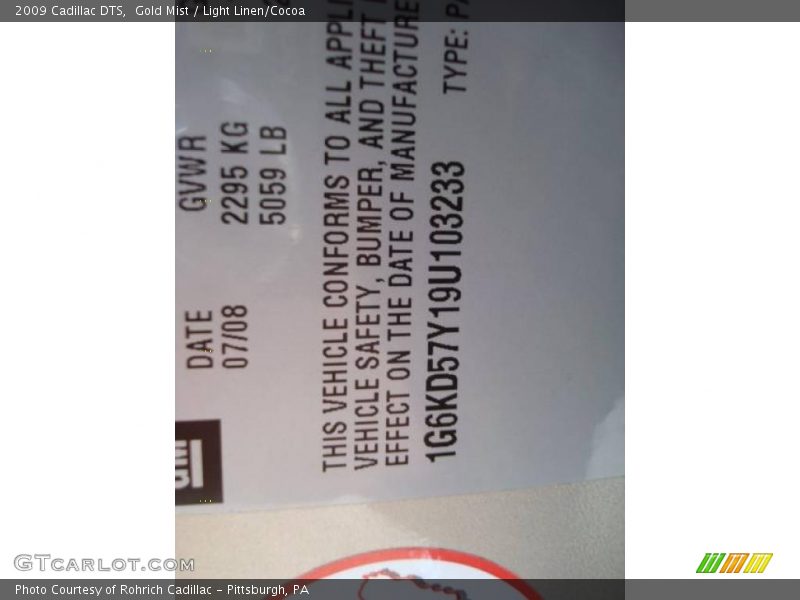 2009 Cadillac DTS, Gold Mist / Light Linen/Cocoa
GM
DATE GVWR
07/08 2295 KG
5059 LB
THIS VEHICLE CONFORMS TO ALL APPLI
VEHICLE SAFETY, BUMPER, AND THEFT
EFFECT ON THE DATE OF MANUFACTURE
1G6KD57Y19U103233 TYPE: PA
GTCARLOT.COM
Photo Courtesy of Rohrich Cadillac - Pittsburgh, PA